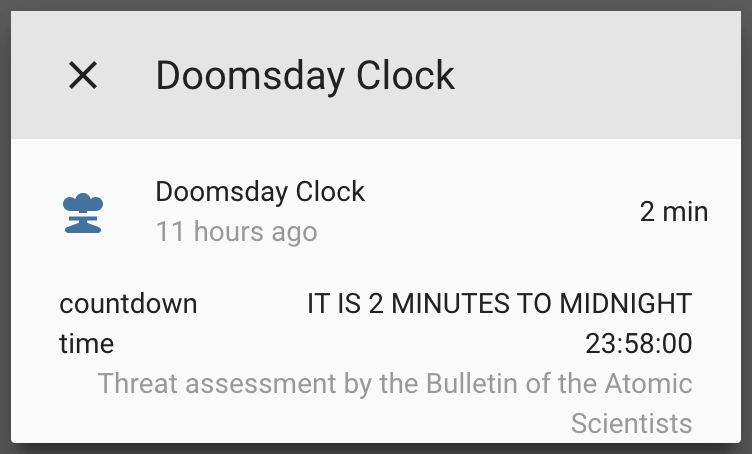 Doomsday Clock
Doomsday Clock
11 hours ago
2 min
countdown IT IS 2 MINUTES TO MIDNIGHT
time 23:58:00
Threat assessment by the Bulletin of the Atomic
Scientists